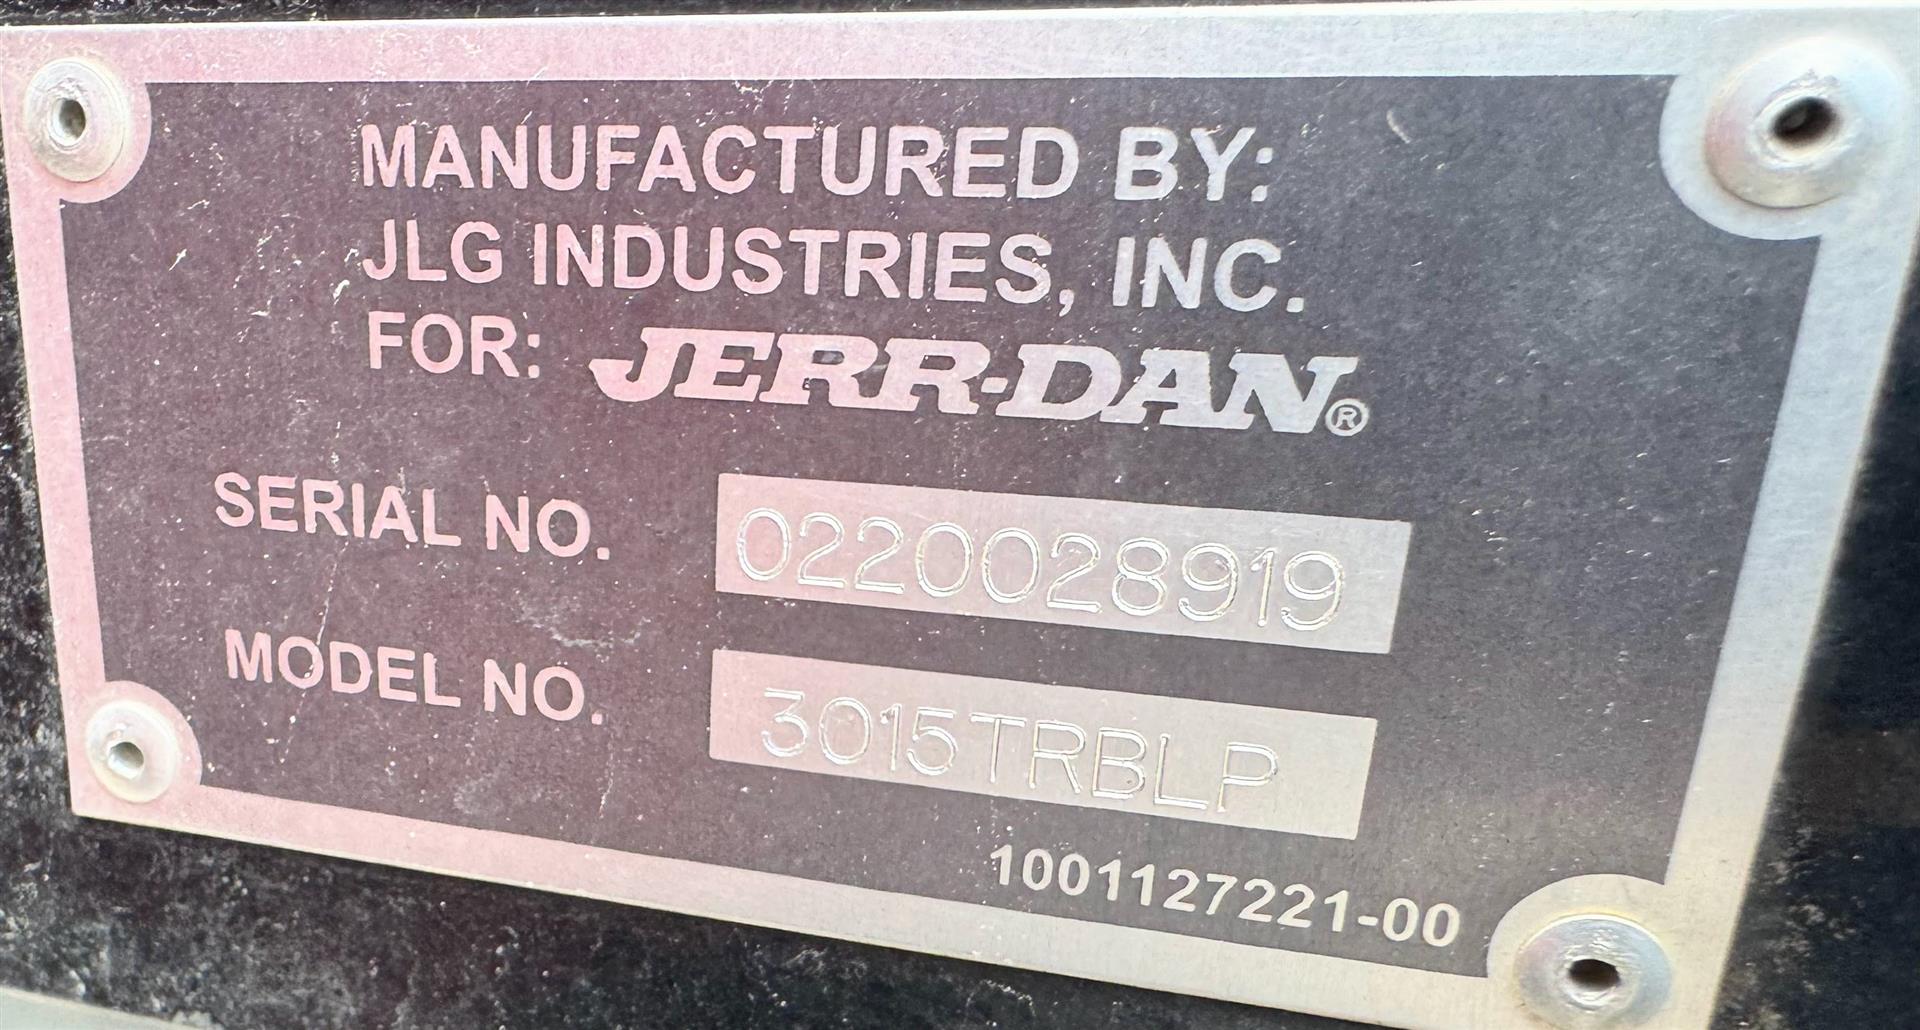 MANUFACTURED BY:
JLG INDUSTRIES, INC.
FOR: JERR-DAN®
SERIAL NO. 0220028919
MODEL NO. 3015TRBLP
1001127221-00